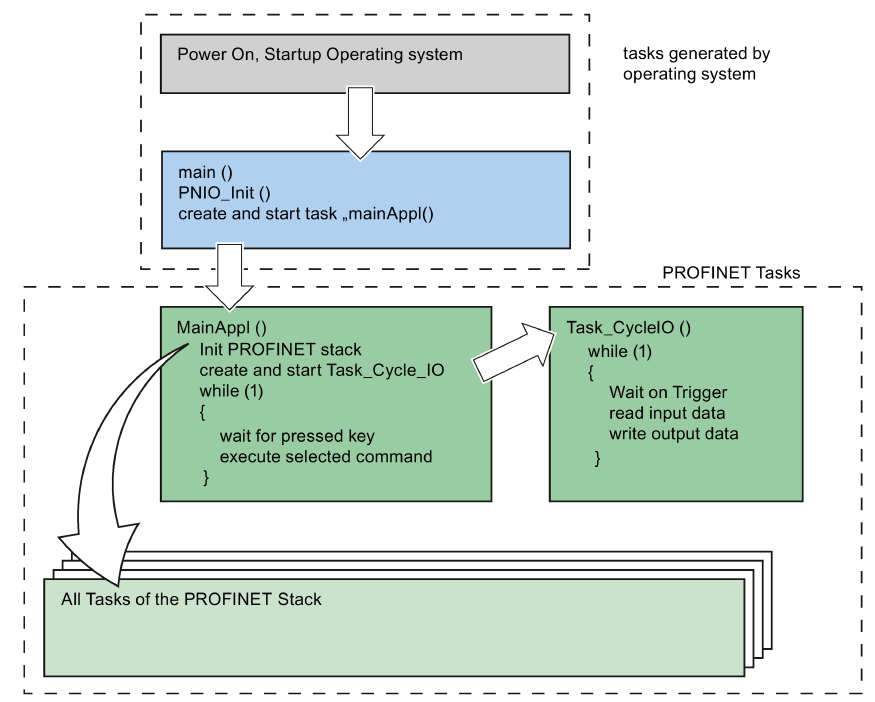 Power On, Startup Operating system
tasks generated by
operating system
main ()
PNIO_Init ()
create and start task „mainAppl()
PROFINET Tasks
MainAppl ()
Init PROFINET stack
create and start Task_Cycle_IO
while (1)
{
wait for pressed key
execute selected command
}
Task_CycleIO ()
while (1)
{
Wait on Trigger
read input data
write output data
}
All Tasks of the PROFINET Stack